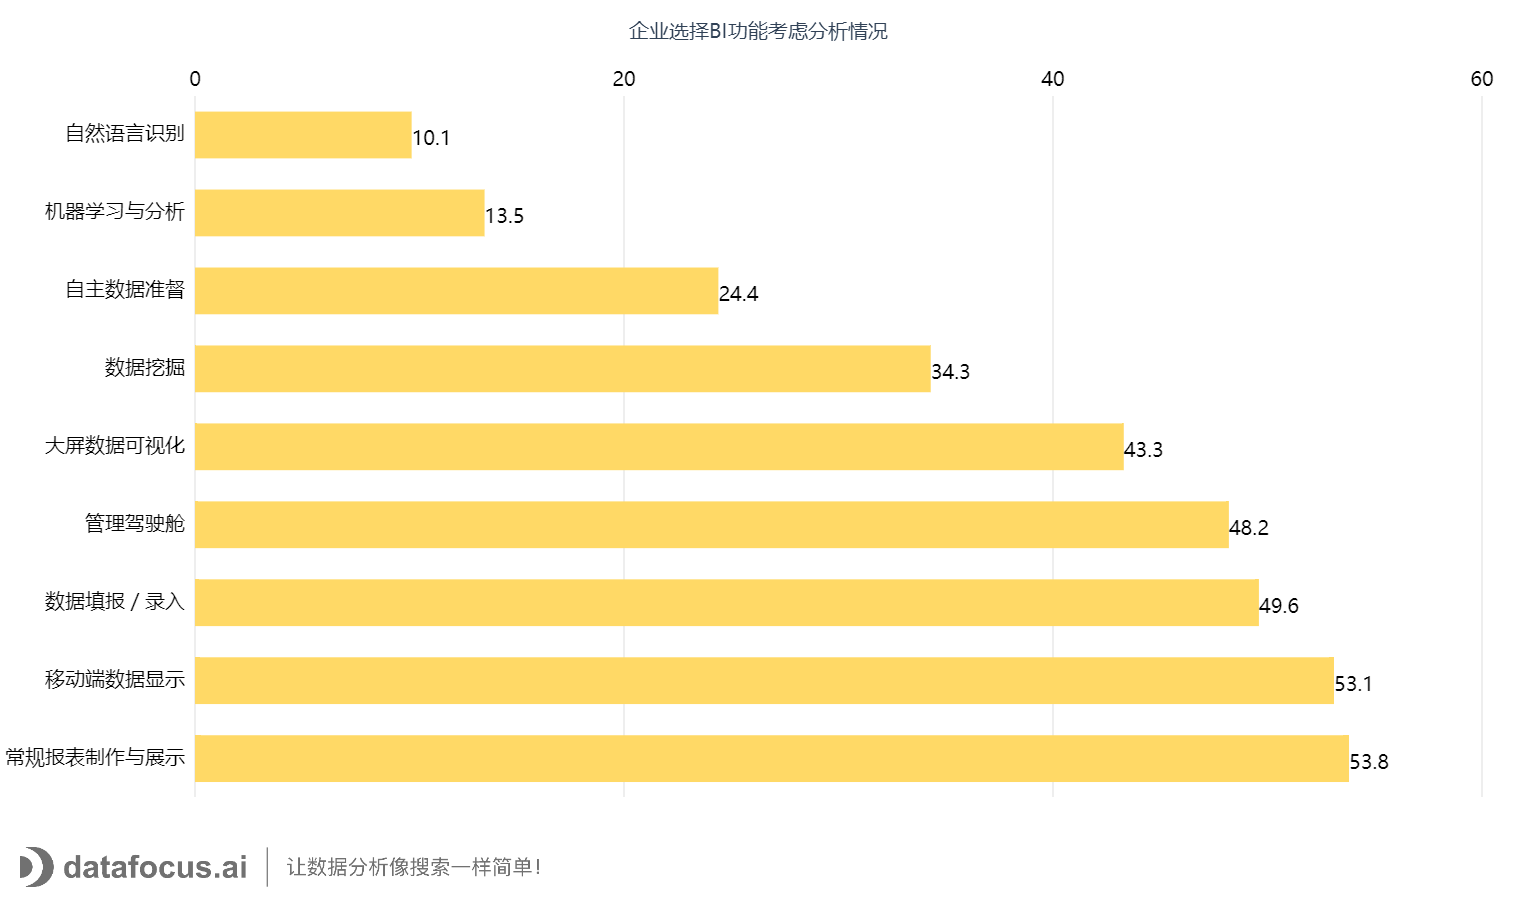 企业选择BI功能考虑分析情况
0 20 40 60
自然语言识别 10.1
机器学习与分析 13.5
自主数据准督 24.4
数据挖掘 34.3
大屏数据可视化 43.3
管理驾驶舱 48.2
数据填报 / 录入 49.6
移动端数据显示 53.1
常规报表制作与展示 53.8
datafocus.ai 让数据分析像搜索一样简单!